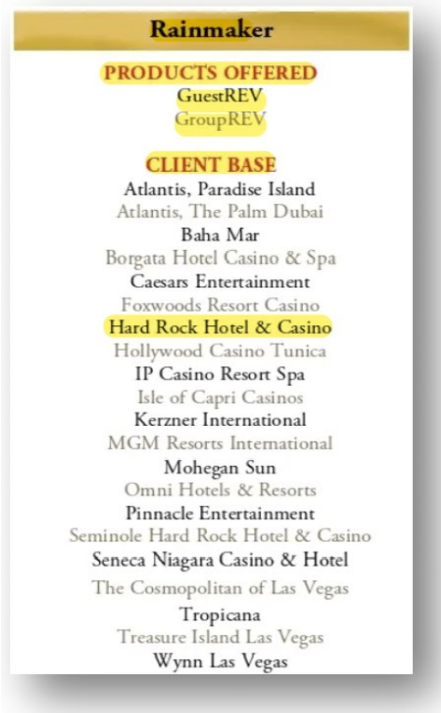 Rainmaker
PRODUCTS OFFERED
GuestREV
GroupREV
CLIENT BASE
Atlantis, Paradise Island
Atlantis, The Palm Dubai
Baha Mar
Borgata Hotel Casino & Spa
Caesars Entertainment
Foxwoods Resort Casino
Hard Rock Hotel & Casino
Hollywood Casino Tunica
IP Casino Resort Spa
Isle of Capri Casinos
Kerzner International
MGM Resorts International
Mohegan Sun
Omni Hotels & Resorts
Pinnacle Entertainment
Seminole Hard Rock Hotel & Casino
Seneca Niagara Casino & Hotel
The Cosmopolitan of Las Vegas
Tropicana
Treasure Island Las Vegas
Wynn Las Vegas